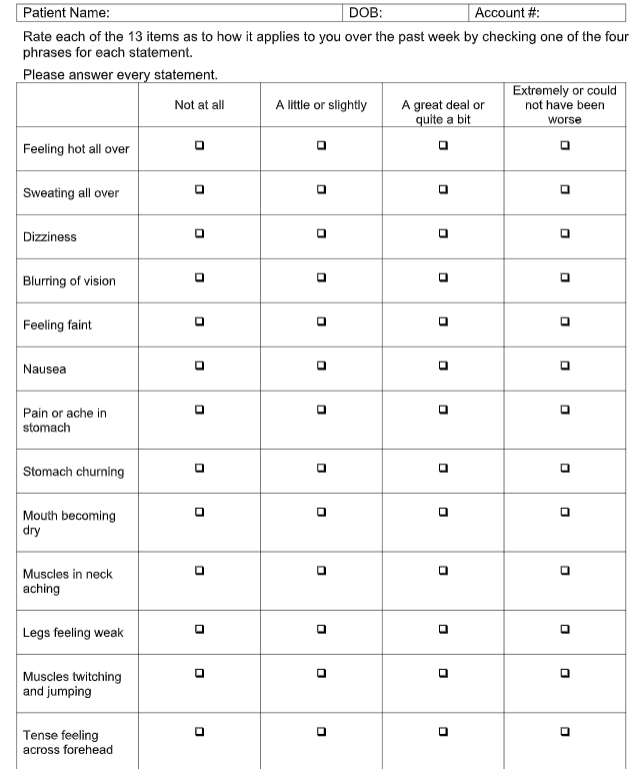 Patient Name: DOB: Account #:
Rate each of the 13 items as to how it applies to you over the past week by checking one of the four
phrases for each statement.
Please answer every statement.
Not at all A little or slightly A great deal or quite a bit Extremely or could not have been worse
Feeling hot all over ❑ ❑ ❑ ❑
Sweating all over ❑ ❑ ❑ ❑
Dizziness ❑ ❑ ❑ ❑
Blurring of vision ❑ ❑ ❑ ❑
Feeling faint ❑ ❑ ❑ ❑
Nausea ❑ ❑ ❑ ❑
Pain or ache in ❑ ❑ ❑ ❑
stomach
Stomach churning ❑ ❑ ❑ ❑
Mouth becoming ❑ ❑ ❑ ❑
dry
Muscles in neck ❑ ❑ ❑ ❑
aching
Legs feeling weak ❑ ❑ ❑ ❑
Muscles twitching ❑ ❑ ❑ ❑
and jumping
Tense feeling ❑ ❑ ❑ ❑
across forehead